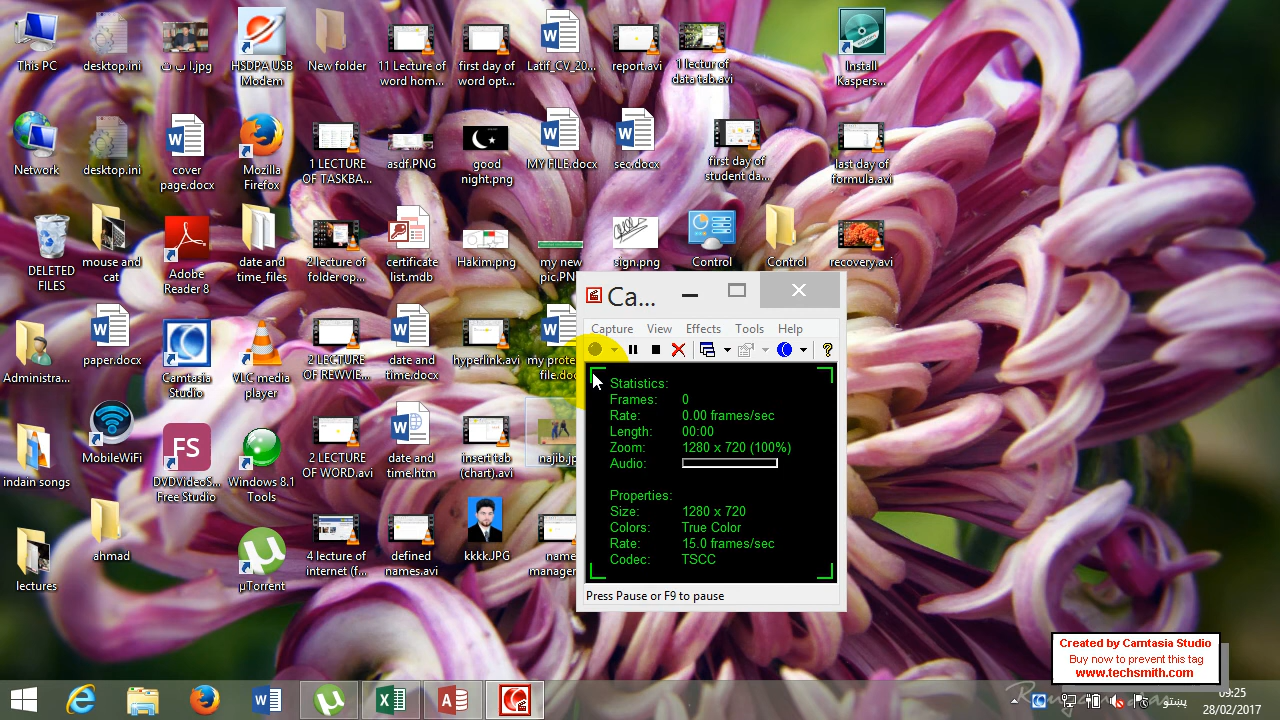 This PC
desktop.ini
ا ب ت.jpg
HSDPA USB
Modem
New folder
11 Lecture of
word hom...
first day of
word opt...
Latif_CV_20...
report.avi
1 lectur of
data tab.avi
Install
Kaspers...
Network
desktop.ini
cover
page.docx
Mozilla
Firefox
1 LECTURE
OF TASKBA...
asdf.PNG
good
night.png
MY FILE.docx
sec.docx
first day of
student da...
last day of
formula.avi
DELETED
FILES
mouse and
cat
Adobe
Reader 8
date and
time_files
2 lecture of
folder op...
certificate
list.mdb
Hakim.png
my new
pic.PN
sign.png
Control
Control
recovery.avi
Administra...
paper.docx
Camtasia
Studio
VLC media
player
2 LECTURE
OF REWVIE...
date and
time.docx
hyperlink.avi
my prote
file.do
indain songs
MobileWiFi
FS
DVDVideoS...
Free Studio
Windows 8.1
Tools
2 LECTURE
OF WORD.avi
date and
time.htm
insert tab
(chart).avi
najib.jp
lectures
ahmad
µTorrent
4 lecture of
internet (f...
defined
names.avi
kkkk.JPG
name
manager
Ca...
Capture View Effects Tools Help
Statistics:
Frames: 0
Rate: 0.00 frames/sec
Length: 00:00
Zoom: 1280 x 720 (100%)
Audio:
Properties:
Size: 1280 x 720
Colors: True Color
Rate: 15.0 frames/sec
Codec: TSCC
Press Pause or F9 to pause
Created by Camtasia Studio
Buy now to prevent this tag
www.techsmith.com
پښتو
09:25
28/02/2017